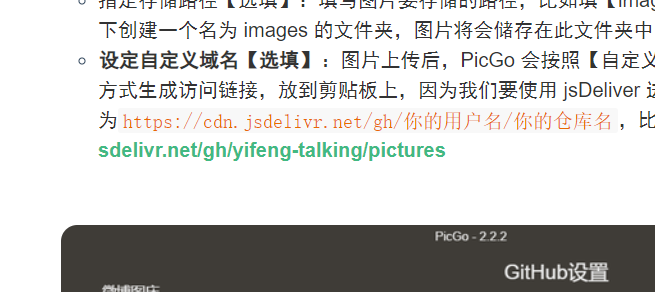 指定存储路径【选填】：填写图片要存储的路径，比如填【imag
下创建一个名为 images 的文件夹，图片将会储存在此文件夹中
设定自定义域名【选填】：图片上传后，PicGo 会按照【自定义
方式生成访问链接，放到剪贴板上，因为我们要使用 jsDeliver 进
为 https://cdn.jsdelivr.net/gh/你的用户名/你的仓库名 ，比
sdelivr.net/gh/yifeng-talking/pictures
PicGo - 2.2.2
GitHub设置
微博图床